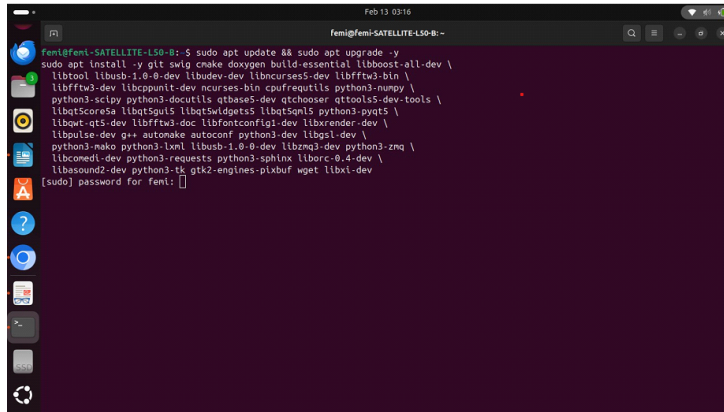 Feb 13 03:16
femi@femi-SATELLITE-L50-B: ~
femi@femi-SATELLITE-L50-B:~$ sudo apt update && sudo apt upgrade -y
sudo apt install -y git swig cmake doxygen build-essential libboost-all-dev \
libtool libusb-1.0-0-dev libudev-dev libncurses5-dev libfftw3-bin \
libfftw3-dev libcppunit-dev ncurses-bin cpufrequtils python3-numpy \
python3-scipy python3-docutils qtbase5-dev qtchooser qttools5-dev-tools \
libqt5core5a libqt5gui5 libqt5widgets5 libqt5qml5 python3-pyqt5 \
libqwt-qt5-dev libfftw3-doc libfontconfig1-dev libxrender-dev \
libpulse-dev g++ automake autoconf python3-dev libgsl-dev \
python3-mako python3-lxml libusb-1.0-0-dev libzmq3-dev python3-zmq \
libcomedi-dev python3-requests python3-sphinx liborc-0.4-dev \
libasound2-dev python3-tk gtk2-engines-pixbuf wget libxi-dev
[sudo] password for femi:
3
SSD